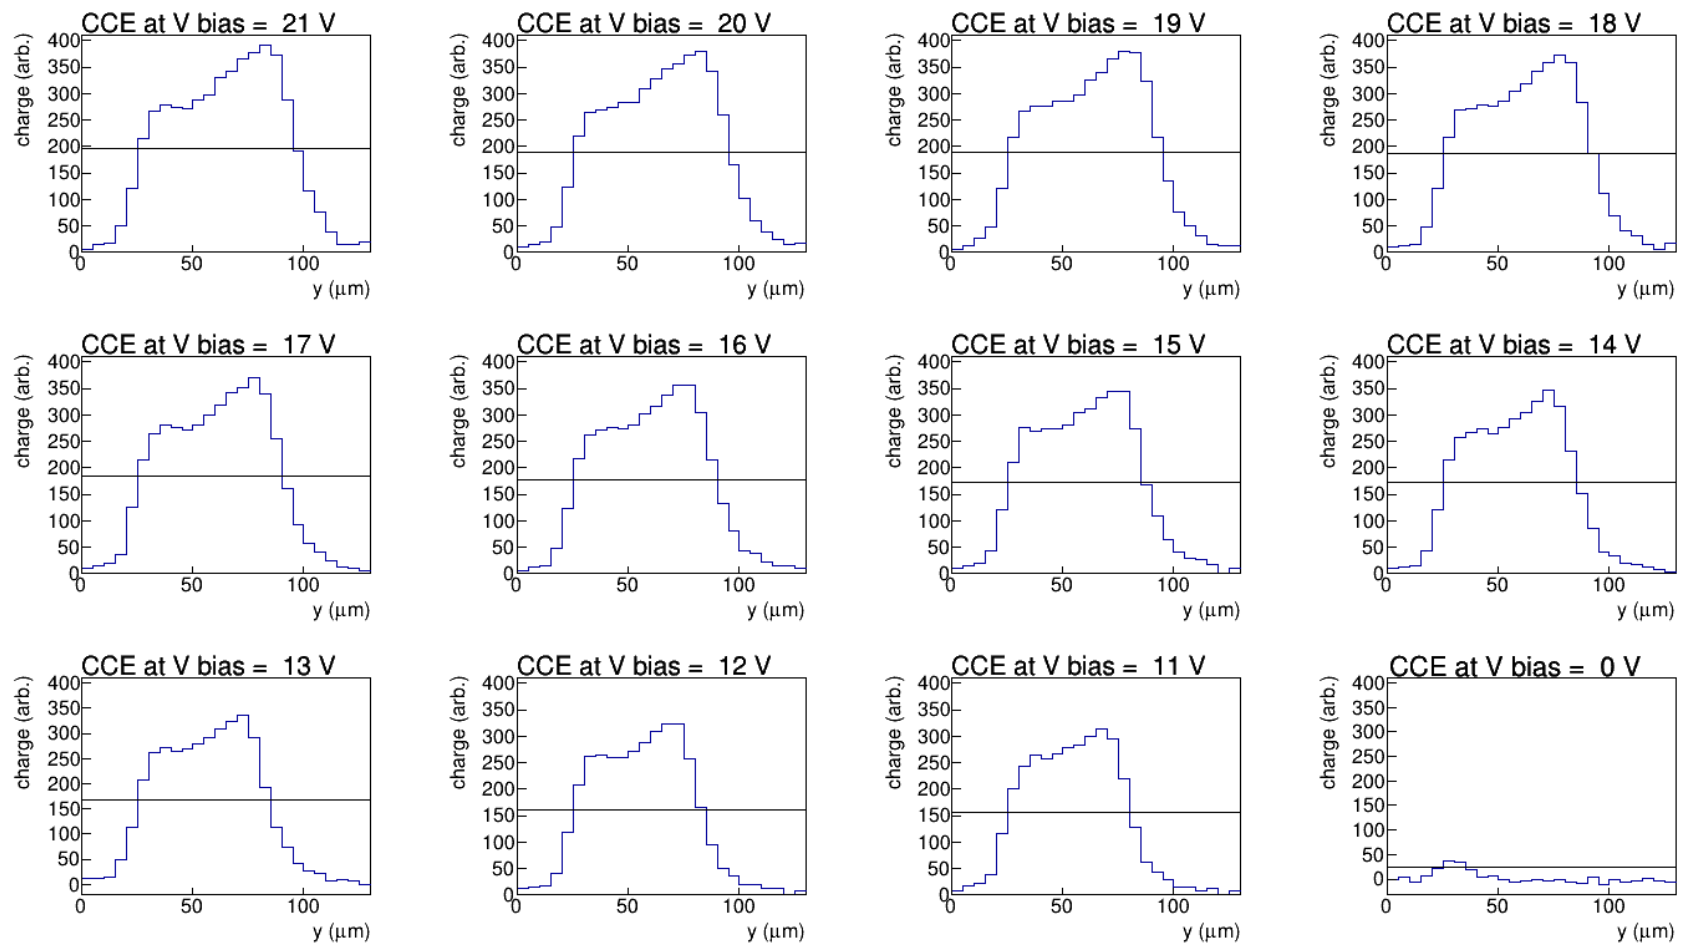 CCE at V bias = 21 V
charge (arb.)
400
350
300
250
200
150
100
50
0
0 50 100
y (μm)
CCE at V bias = 20 V
charge (arb.)
400
350
300
250
200
150
100
50
0
0 50 100
y (μm)
CCE at V bias = 19 V
charge (arb.)
400
350
300
250
200
150
100
50
0
0 50 100
y (μm)
CCE at V bias = 18 V
charge (arb.)
400
350
300
250
200
150
100
50
0
0 50 100
y (μm)
CCE at V bias = 17 V
charge (arb.)
400
350
300
250
200
150
100
50
0
0 50 100
y (μm)
CCE at V bias = 16 V
charge (arb.)
400
350
300
250
200
150
100
50
0
0 50 100
y (μm)
CCE at V bias = 15 V
charge (arb.)
400
350
300
250
200
150
100
50
0
0 50 100
y (μm)
CCE at V bias = 14 V
charge (arb.)
400
350
300
250
200
150
100
50
0
0 50 100
y (μm)
CCE at V bias = 13 V
charge (arb.)
400
350
300
250
200
150
100
50
0
0 50 100
y (μm)
CCE at V bias = 12 V
charge (arb.)
400
350
300
250
200
150
100
50
0
0 50 100
y (μm)
CCE at V bias = 11 V
charge (arb.)
400
350
300
250
200
150
100
50
0
0 50 100
y (μm)
CCE at V bias = 0 V
charge (arb.)
400
350
300
250
200
150
100
50
0
0 50 100
y (μm)